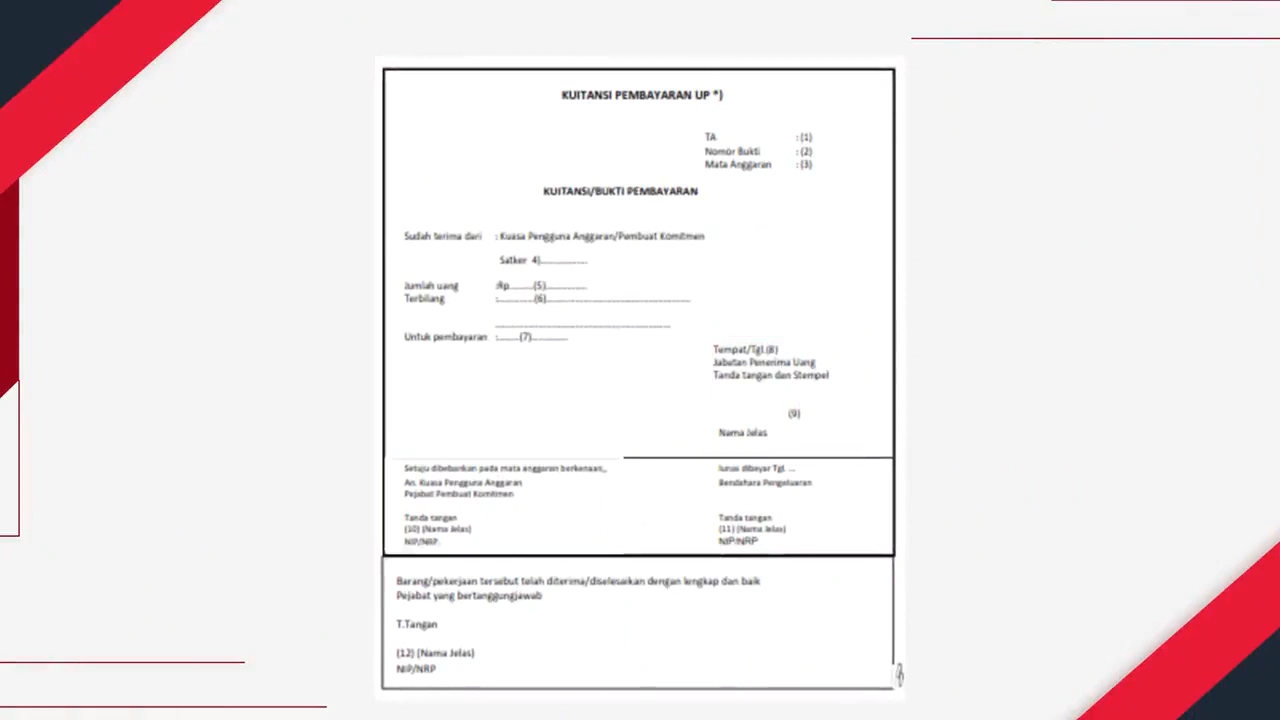 KUITANSI PEMBAYARAN UP *)
TA : (1)
Nomor Bukti : (2)
Mata Anggaran : (3)
KUITANSI/BUKTI PEMBAYARAN
Sudah terima dari : Kuasa Pengguna Anggaran/Pembuat Komitmen
Satker 4)..................
Jumlah uang :Rp.........(5)...............
Terbilang :.............(6)..................................................
.............................................................
Untuk pembayaran :........(7).............
Tempat/Tgl.(8)
Jabatan Penerima Uang
Tanda tangan dan Stempel
(9)
Nama Jelas
Setuju dibebankan pada mata anggaran berkenaan,,
An. Kuasa Pengguna Anggaran
Pejabat Pembuat Komitmen
Tanda tangan
(10) (Nama Jelas)
NIP/NRP.
lunas dibayar Tgl. ...
Bendahara Pengeluaran
Tanda tangan
(11) (Nama Jelas)
NIP.NRP
Barang/pekerjaan tersebut telah diterima/diselesaikan dengan lengkap dan baik
Pejabat yang bertanggungjawab
T.Tangan
(12) (Nama Jelas)
NIP/NRP